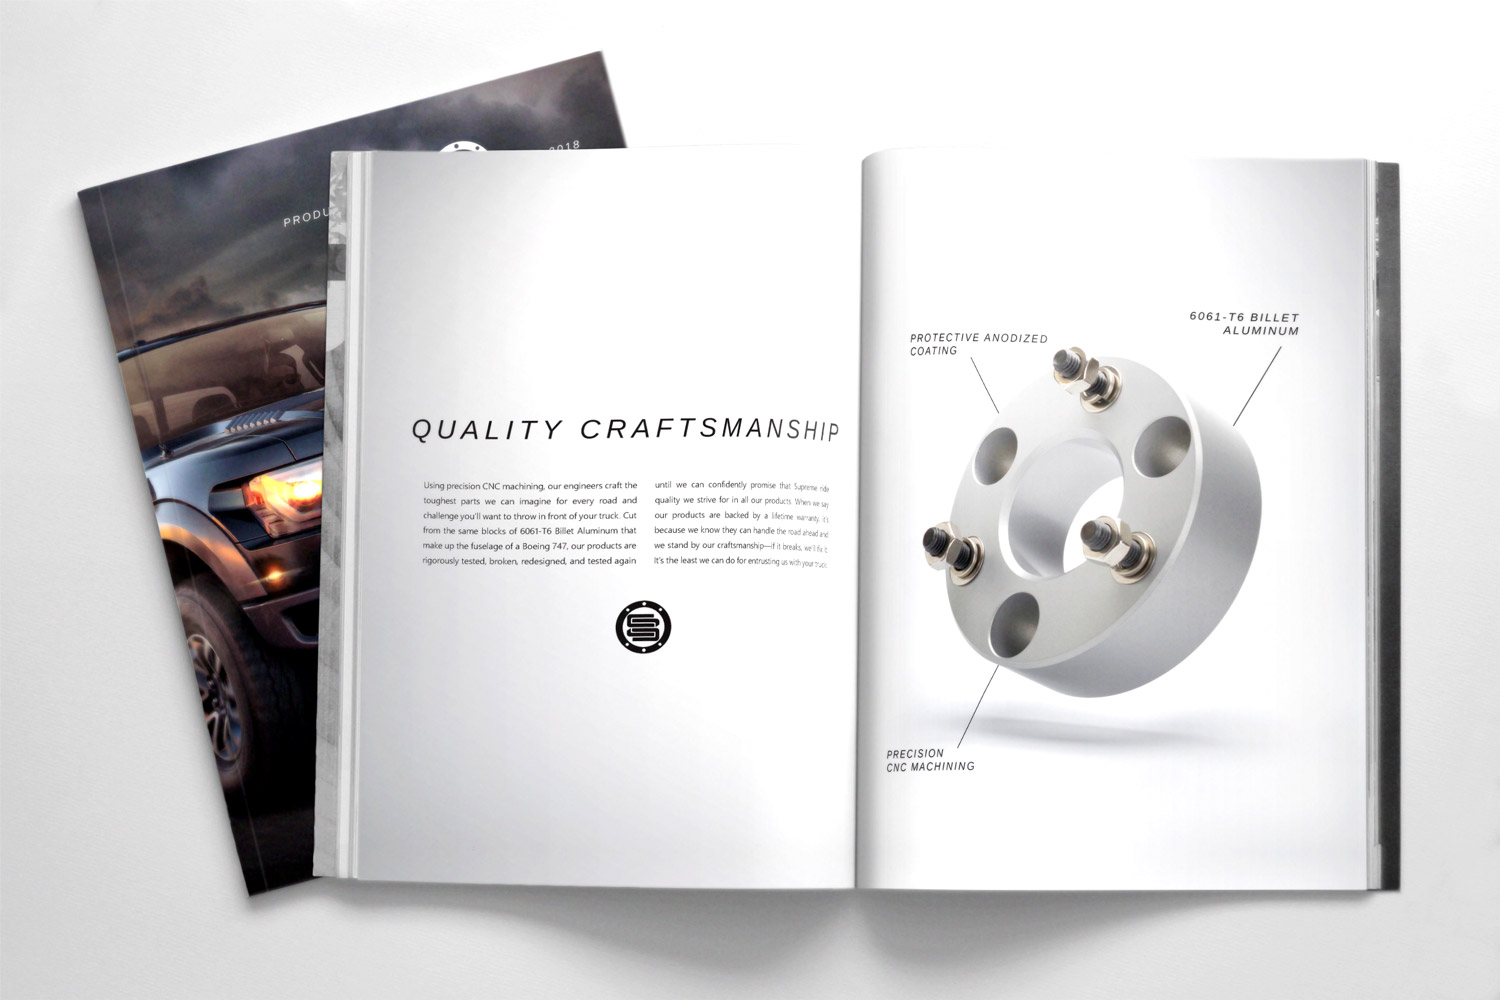 2018
PRODU
QUALITY CRAFTSMANSHIP
Using precision CNC machining, our engineers craft the
toughest parts we can imagine for every road and
challenge you'll want to throw in front of your truck. Cut
from the same blocks of 6061-T6 Billet Aluminum that
make up the fuselage of a Boeing 747, our products are
rigorously tested, broken, redesigned, and tested again
until we can confidently promise that Supreme ride
quality we strive for in all our products. When we say
our products are backed by a lifetime warranty, it's
because we know they can handle the road ahead and
we stand by our craftsmanship—if it breaks, we'll fix it.
It's the least we can do for entrusting us with your truck.
PROTECTIVE ANODIZED
COATING
6061-T6 BILLET
ALUMINUM
PRECISION
CNC MACHINING